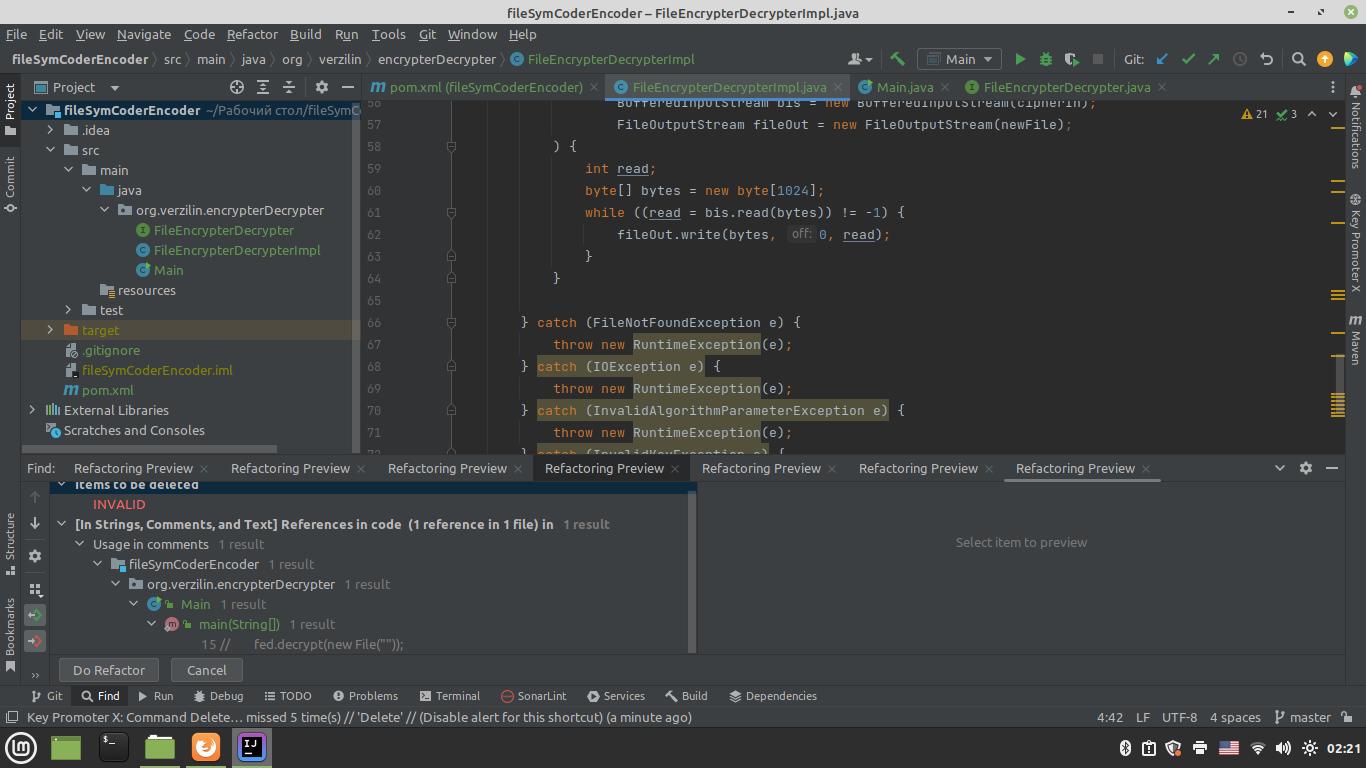 fileSymCoderEncoder – FileEncrypterDecrypterImpl.java
File Edit View Navigate Code Refactor Build Run Tools Git Window Help
fileSymCoderEncoder src main java org verzilin encrypterDecrypter FileEncrypterDecrypterImpl
Main
Git:
Project
pom.xml (fileSymCoderEncoder)
FileEncrypterDecrypterImpl.java
Main.java
FileEncrypterDecrypter.java
Project
Commit
Structure
Bookmarks
fileSymCoderEncoder ~/Рабочий стол/fileSymC
.idea
src
main
java
org.verzilin.encrypterDecrypter
FileEncrypterDecrypter
FileEncrypterDecrypterImpl
Main
resources
test
target
.gitignore
fileSymCoderEncoder.iml
pom.xml
External Libraries
Scratches and Consoles
21 3
56 BufferedInputStream bis = new BufferedInputStream(cipherIn);
57 FileOutputStream fileOut = new FileOutputStream(newFile);
58 ) {
59 int read;
60 byte[] bytes = new byte[1024];
61 while ((read = bis.read(bytes)) != -1) {
62 fileOut.write(bytes, off: 0, read);
63 }
64 }
65
66 } catch (FileNotFoundException e) {
67 throw new RuntimeException(e);
68 } catch (IOException e) {
69 throw new RuntimeException(e);
70 } catch (InvalidAlgorithmParameterException e) {
71 throw new RuntimeException(e);
72 } catch (InvalidKeyException e) {
Notifications
Key Promoter X
Maven
Find: Refactoring Preview Refactoring Preview Refactoring Preview Refactoring Preview Refactoring Preview Refactoring Preview Refactoring Preview
Items to be deleted
INVALID
[In Strings, Comments, and Text] References in code (1 reference in 1 file) in 1 result
Usage in comments 1 result
fileSymCoderEncoder 1 result
org.verzilin.encrypterDecrypter 1 result
Main 1 result
main(String[]) 1 result
15 // fed.decrypt(new File(""));
Select item to preview
Do Refactor Cancel
Git Find Run Debug TODO Problems Terminal SonarLint Services Build Dependencies
Key Promoter X: Command Delete... missed 5 time(s) // 'Delete' // (Disable alert for this shortcut) (a minute ago)
4:42 LF UTF-8 4 spaces master
02:21